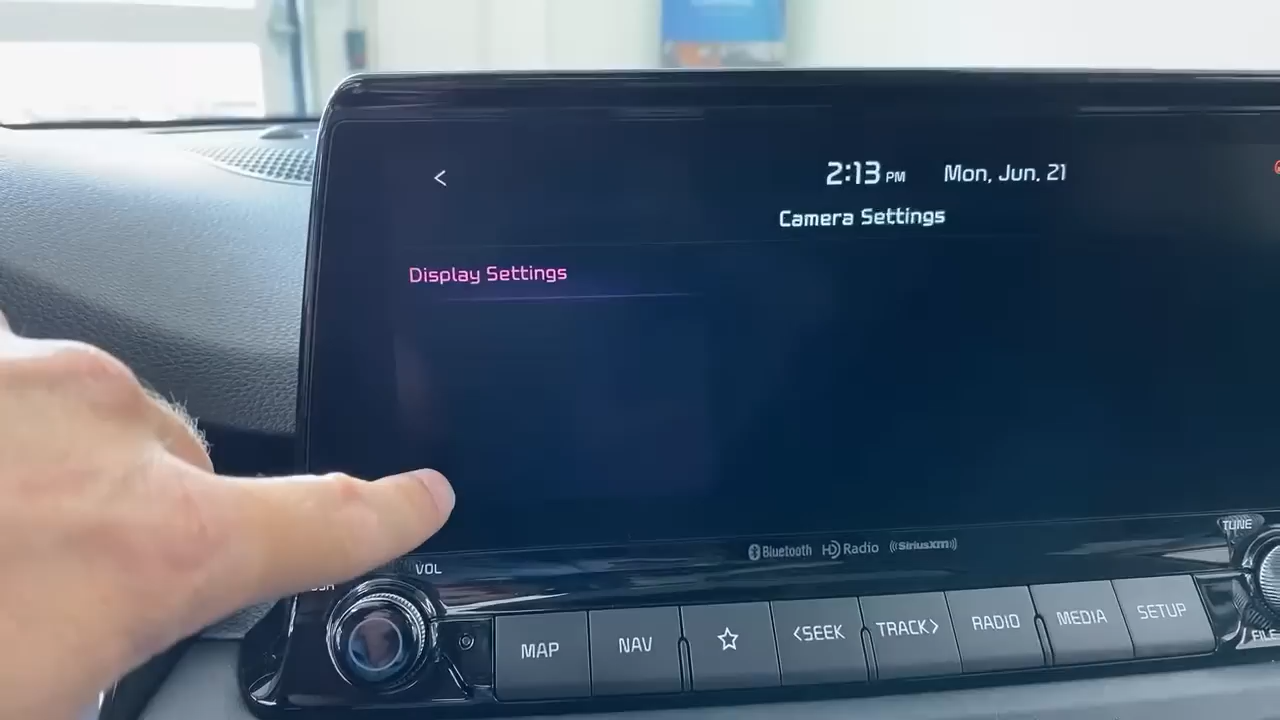 <
2:13 PM Mon, Jun. 21
Camera Settings
Display Settings
Bluetooth HD Radio ((SiriusXM))
TUNE
VOL
MAP NAV ☆ <SEEK TRACK> RADIO MEDIA SETUP
FILE